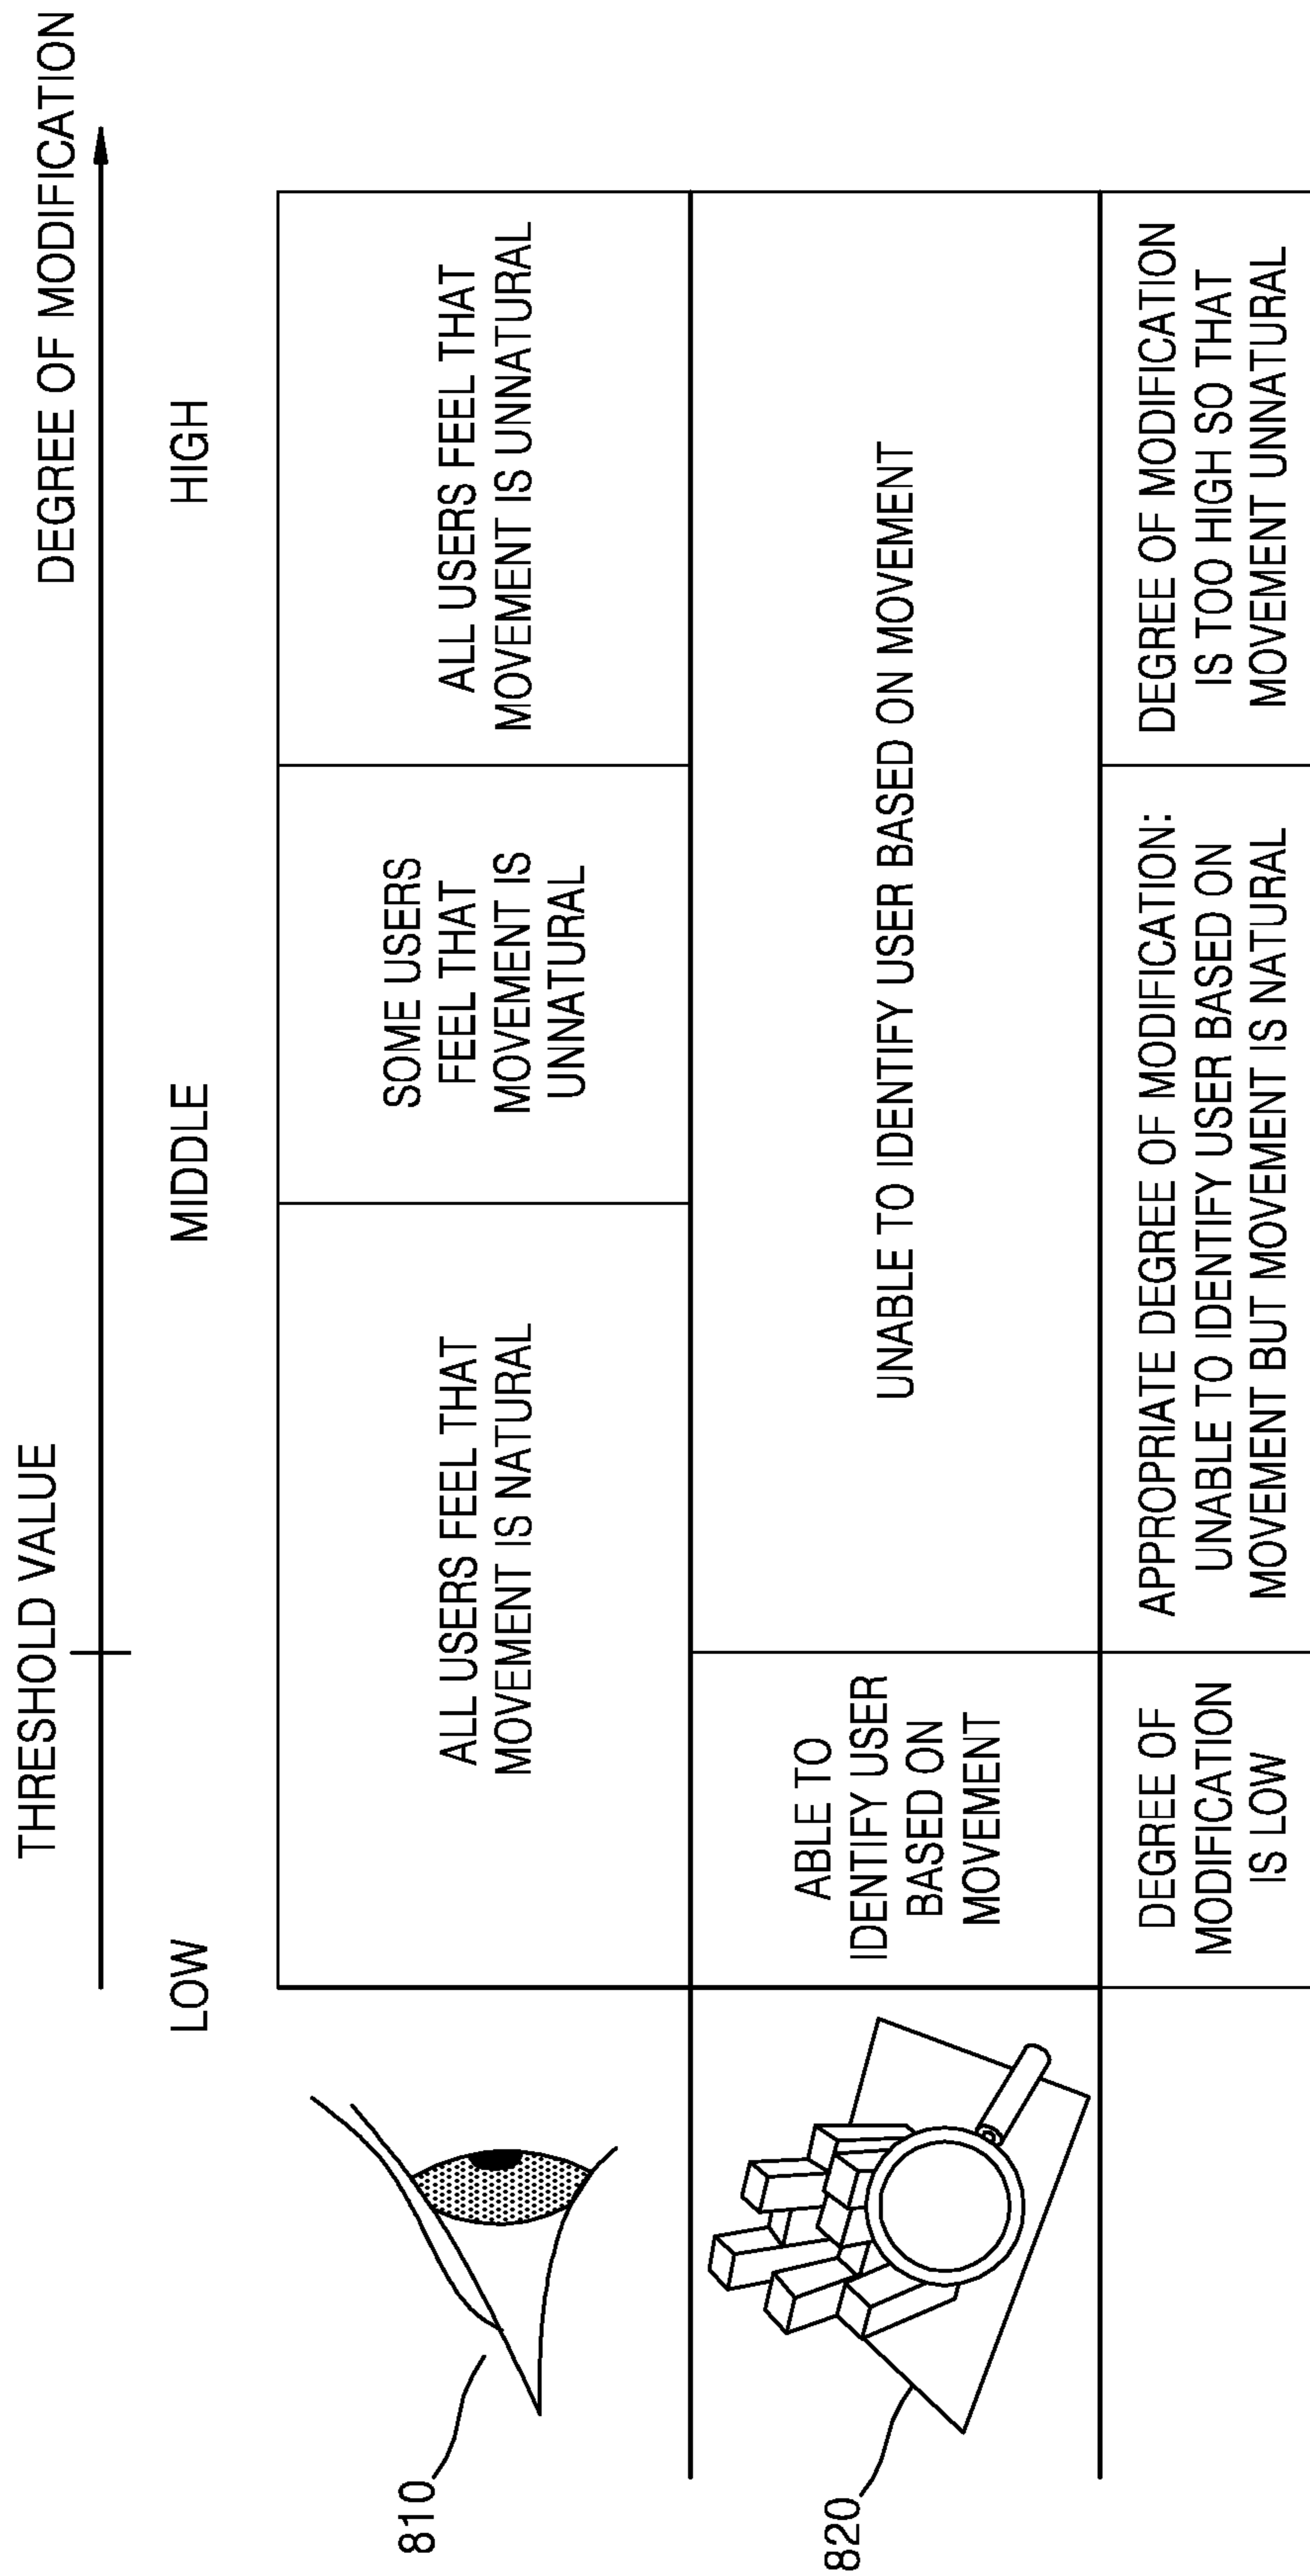 THRESHOLD VALUE
DEGREE OF MODIFICATION
LOW
MIDDLE
HIGH
810
ALL USERS FEEL THAT
MOVEMENT IS NATURAL
SOME USERS
FEEL THAT
MOVEMENT IS
UNNATURAL
ALL USERS FEEL THAT
MOVEMENT IS UNNATURAL
820
ABLE TO
IDENTIFY USER
BASED ON
MOVEMENT
UNABLE TO IDENTIFY USER BASED ON MOVEMENT
DEGREE OF
MODIFICATION
IS LOW
APPROPRIATE DEGREE OF MODIFICATION:
UNABLE TO IDENTIFY USER BASED ON
MOVEMENT BUT MOVEMENT IS NATURAL
DEGREE OF MODIFICATION
IS TOO HIGH SO THAT
MOVEMENT UNNATURAL